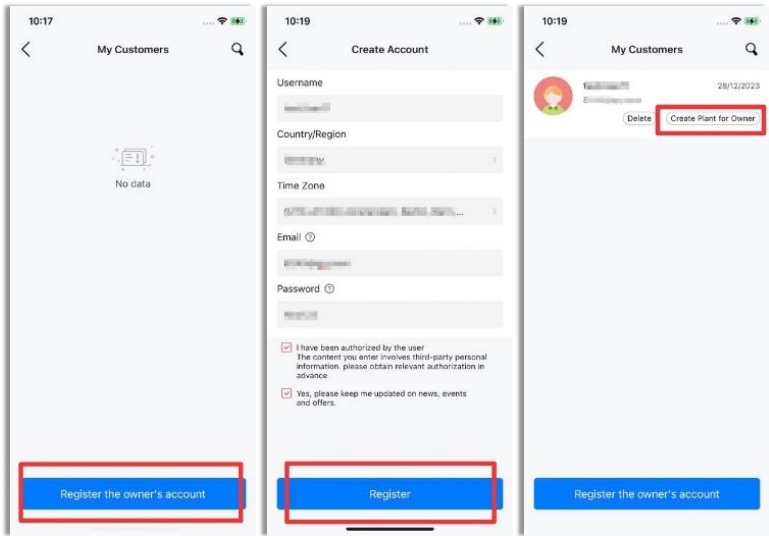 10:17
My Customers
No data
Register the owner's account
10:19
Create Account
Username
Country/Region
Time Zone
Email
Password
I have been authorized by the user
The content you enter involves third-party personal
information, please obtain relevant authorization in
advance
Yes, please keep me updated on news, events
and offers.
Register
10:19
My Customers
28/12/2023
Delete
Create Plant for Owner
Register the owner's account